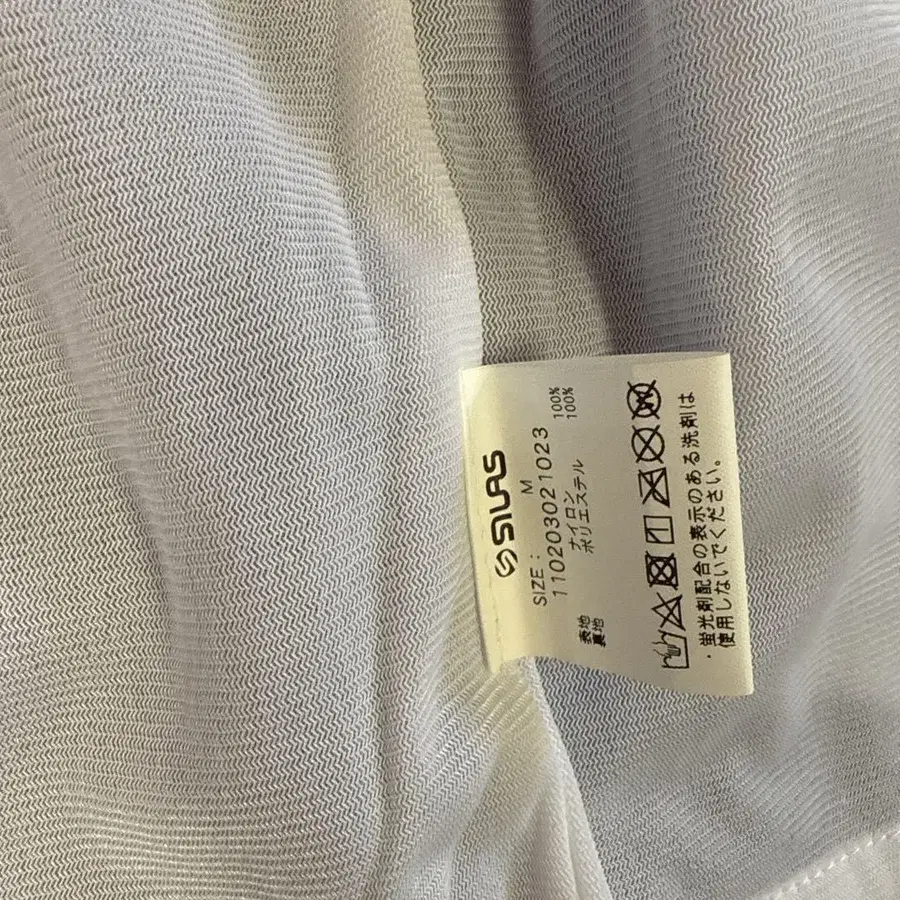 SILAS
SIZE: M
110203021023
表地 ナイロン 100%
裏地 ポリエステル 100%
・蛍光剤配合の表示のある洗剤は
使用しないでください。